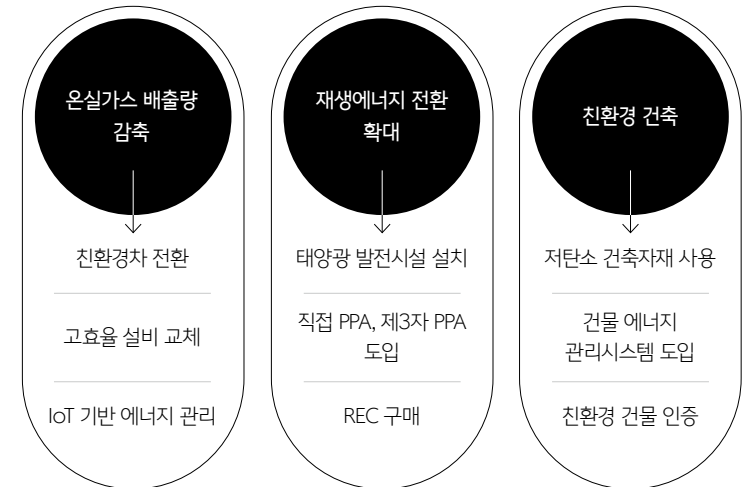 온실가스 배출량
감축
친환경차 전환
고효율 설비 교체
IoT 기반 에너지 관리
재생에너지 전환
확대
태양광 발전시설 설치
직접 PPA, 제3자 PPA
도입
REC 구매
친환경 건축
저탄소 건축자재 사용
건물 에너지
관리시스템 도입
친환경 건물 인증